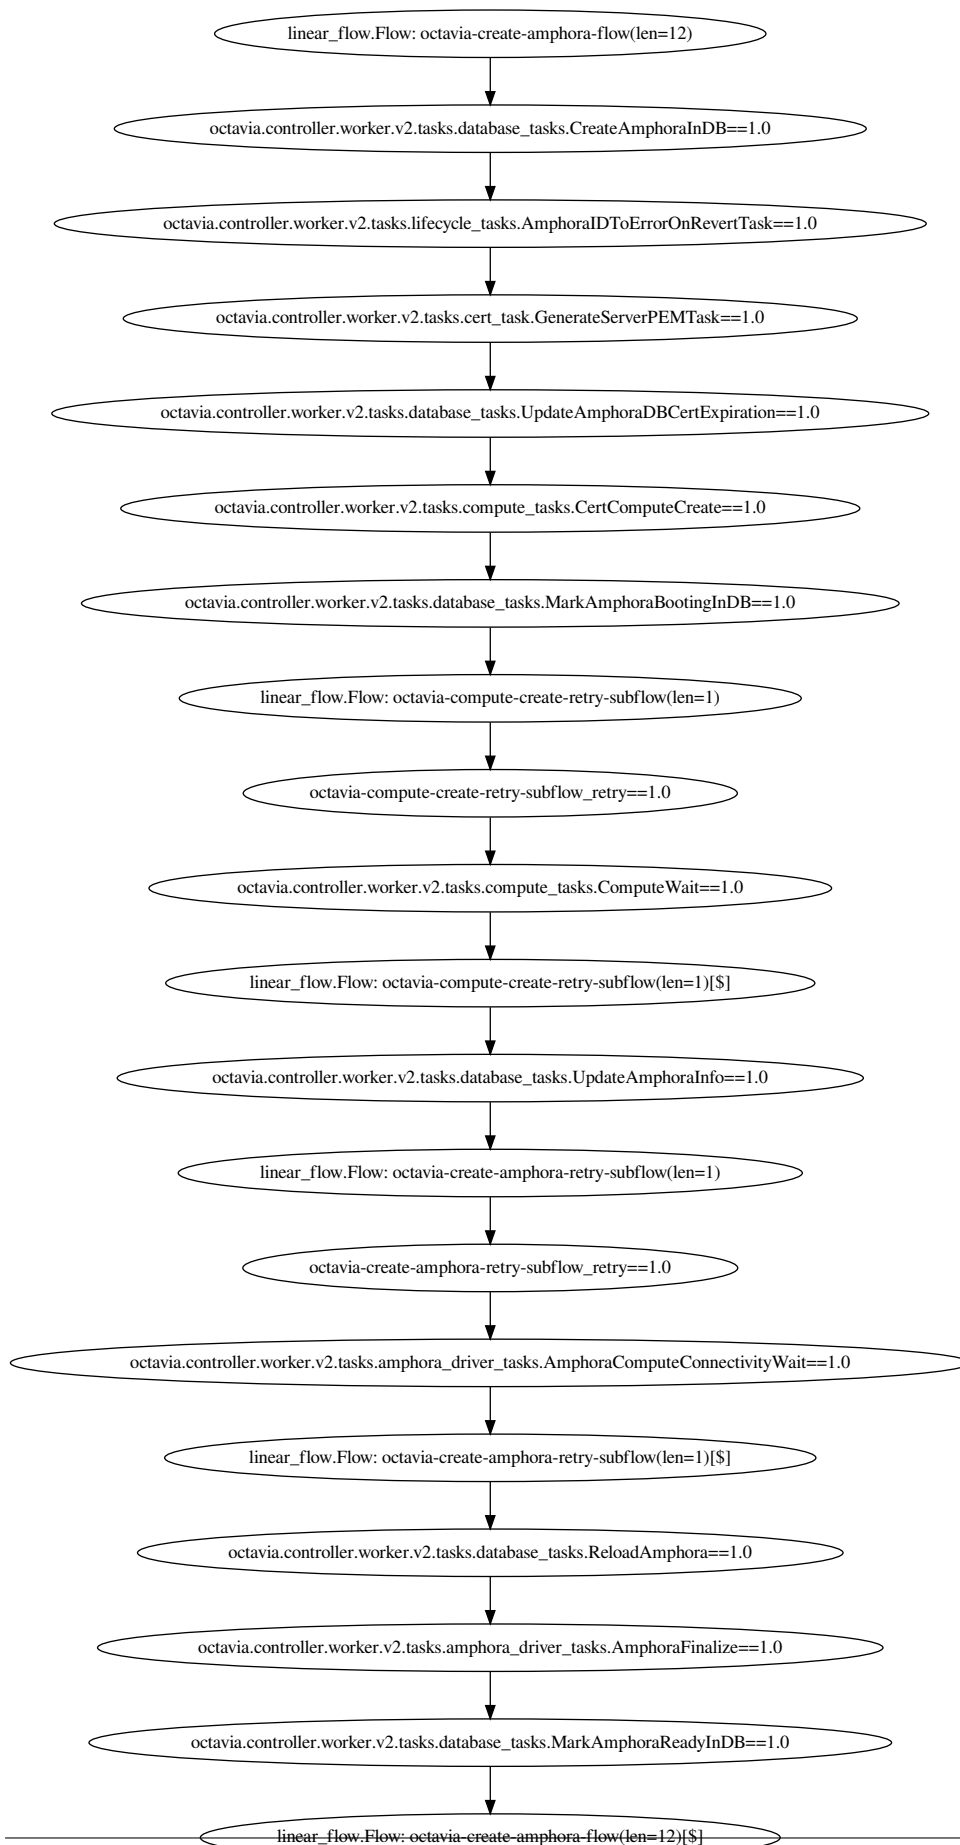 linear_flow.Flow: octavia-create-amphora-flow(len=12)
octavia.controller.worker.v2.tasks.database_tasks.CreateAmphoraInDB==1.0
octavia.controller.worker.v2.tasks.lifecycle_tasks.AmphoraIDToErrorOnRevertTask==1.0
octavia.controller.worker.v2.tasks.cert_task.GenerateServerPEMTask==1.0
octavia.controller.worker.v2.tasks.database_tasks.UpdateAmphoraDBCertExpiration==1.0
octavia.controller.worker.v2.tasks.compute_tasks.CertComputeCreate==1.0
octavia.controller.worker.v2.tasks.database_tasks.MarkAmphoraBootingInDB==1.0
linear_flow.Flow: octavia-compute-create-retry-subflow(len=1)
octavia-compute-create-retry-subflow_retry==1.0
octavia.controller.worker.v2.tasks.compute_tasks.ComputeWait==1.0
linear_flow.Flow: octavia-compute-create-retry-subflow(len=1)[$]
octavia.controller.worker.v2.tasks.database_tasks.UpdateAmphoraInfo==1.0
linear_flow.Flow: octavia-create-amphora-retry-subflow(len=1)
octavia-create-amphora-retry-subflow_retry==1.0
octavia.controller.worker.v2.tasks.amphora_driver_tasks.AmphoraComputeConnectivityWait==1.0
linear_flow.Flow: octavia-create-amphora-retry-subflow(len=1)[$]
octavia.controller.worker.v2.tasks.database_tasks.ReloadAmphora==1.0
octavia.controller.worker.v2.tasks.amphora_driver_tasks.AmphoraFinalize==1.0
octavia.controller.worker.v2.tasks.database_tasks.MarkAmphoraReadyInDB==1.0
linear_flow.Flow: octavia-create-amphora-flow(len=12)[$]